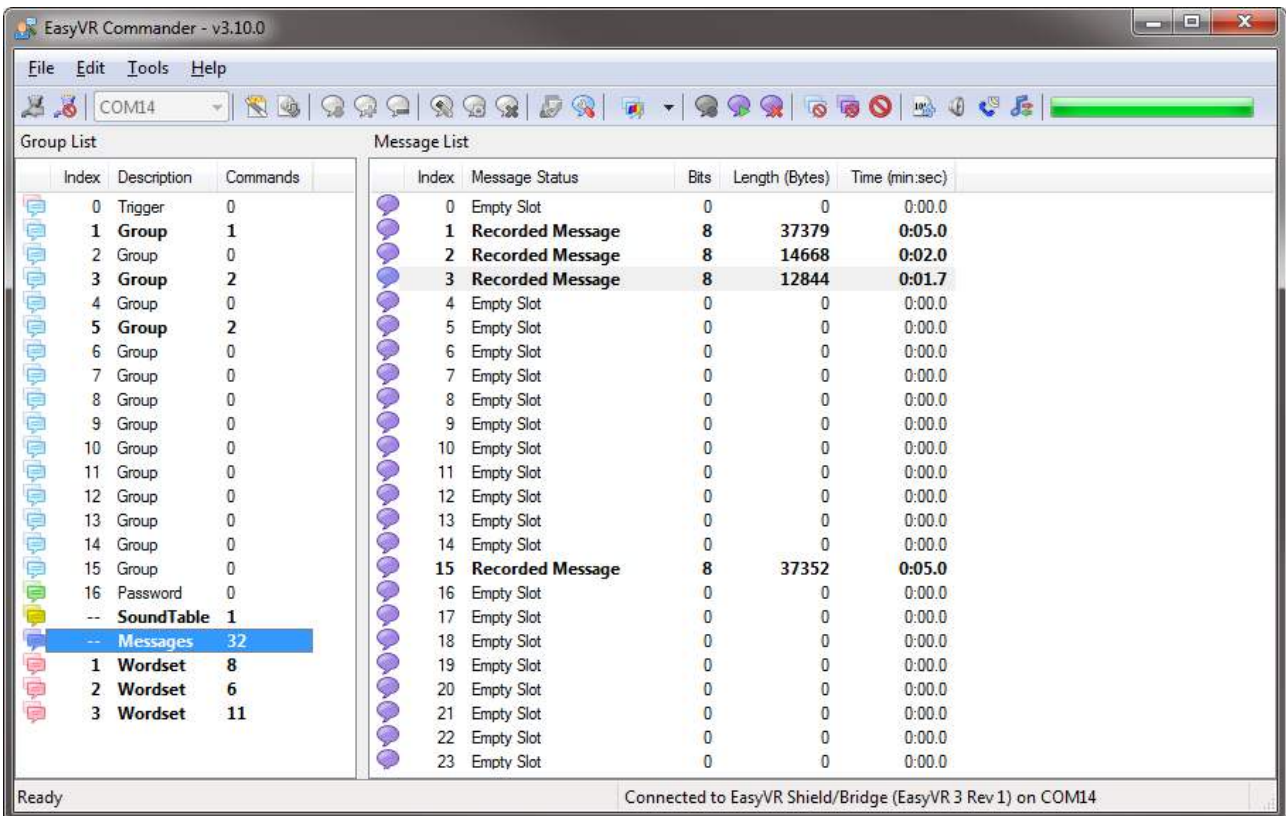 EasyVR Commander - v3.10.0
File Edit Tools Help
COM14
Group List Message List
Index Description Commands Index Message Status Bits Length (Bytes) Time (min:sec)
0 Trigger 0 0 Empty Slot 0 0 0:00.0
1 Group 1 1 Recorded Message 8 37379 0:05.0
2 Group 0 2 Recorded Message 8 14668 0:02.0
3 Group 2 3 Recorded Message 8 12844 0:01.7
4 Group 0 4 Empty Slot 0 0 0:00.0
5 Group 2 5 Empty Slot 0 0 0:00.0
6 Group 0 6 Empty Slot 0 0 0:00.0
7 Group 0 7 Empty Slot 0 0 0:00.0
8 Group 0 8 Empty Slot 0 0 0:00.0
9 Group 0 9 Empty Slot 0 0 0:00.0
10 Group 0 10 Empty Slot 0 0 0:00.0
11 Group 0 11 Empty Slot 0 0 0:00.0
12 Group 0 12 Empty Slot 0 0 0:00.0
13 Group 0 13 Empty Slot 0 0 0:00.0
14 Group 0 14 Empty Slot 0 0 0:00.0
15 Group 0 15 Recorded Message 8 37352 0:05.0
16 Password 0 16 Empty Slot 0 0 0:00.0
-- SoundTable 1 17 Empty Slot 0 0 0:00.0
-- Messages 32 18 Empty Slot 0 0 0:00.0
1 Wordset 8 19 Empty Slot 0 0 0:00.0
2 Wordset 6 20 Empty Slot 0 0 0:00.0
3 Wordset 11 21 Empty Slot 0 0 0:00.0
22 Empty Slot 0 0 0:00.0
23 Empty Slot 0 0 0:00.0
Ready Connected to EasyVR Shield/Bridge (EasyVR 3 Rev 1) on COM14